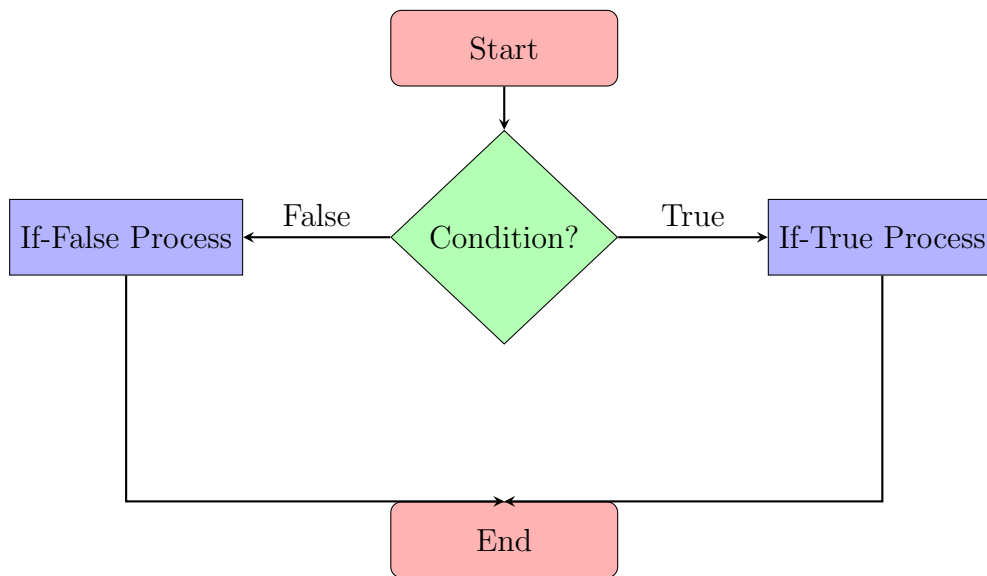 Start
False
True
If-False Process
Condition?
If-True Process
End